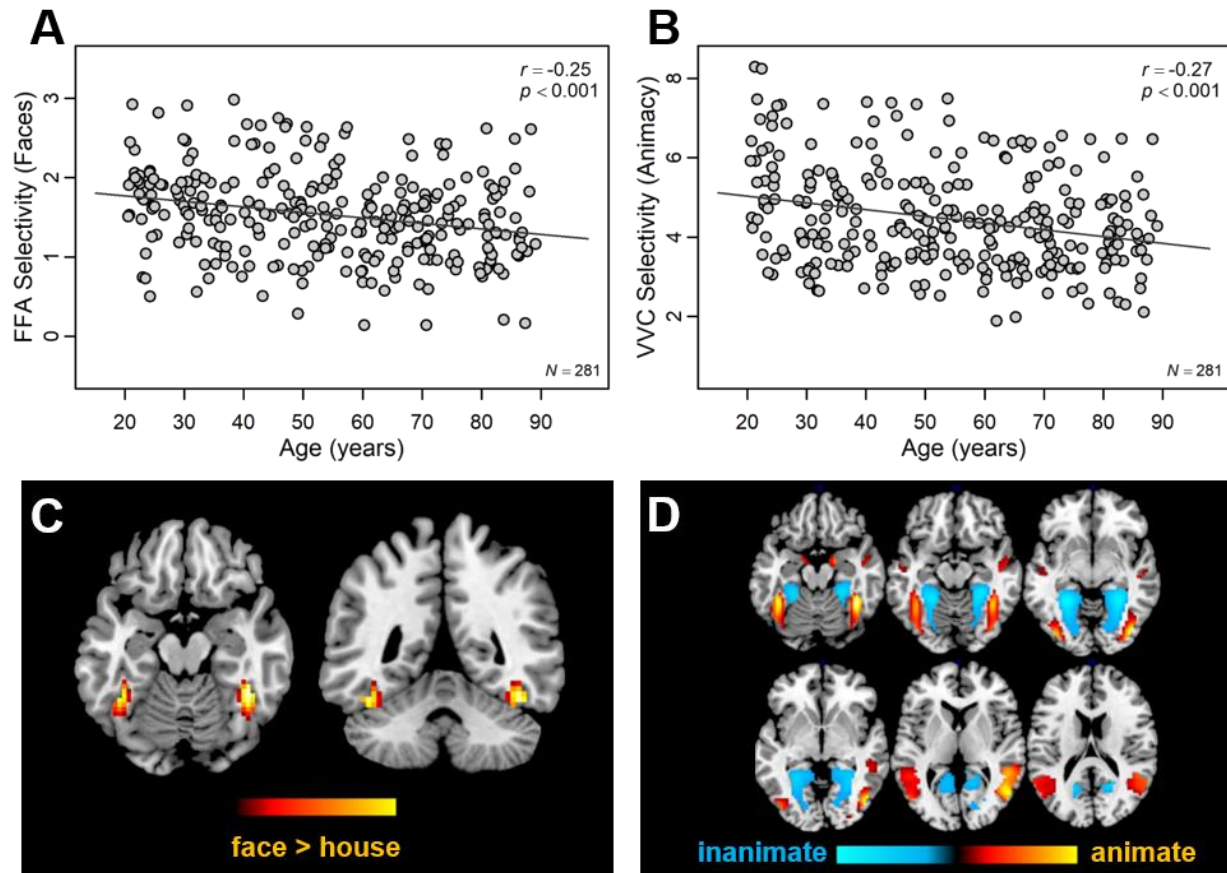 A
r = -0.25
p < 0.001
FFA Selectivity (Faces)
3
2
1
0
N = 281
20 30 40 50 60 70 80 90
Age (years)
B
r = -0.27
p < 0.001
VVC Selectivity (Animacy)
8
6
4
2
N = 281
20 30 40 50 60 70 80 90
Age (years)
C
face > house
D
inanimate
animate